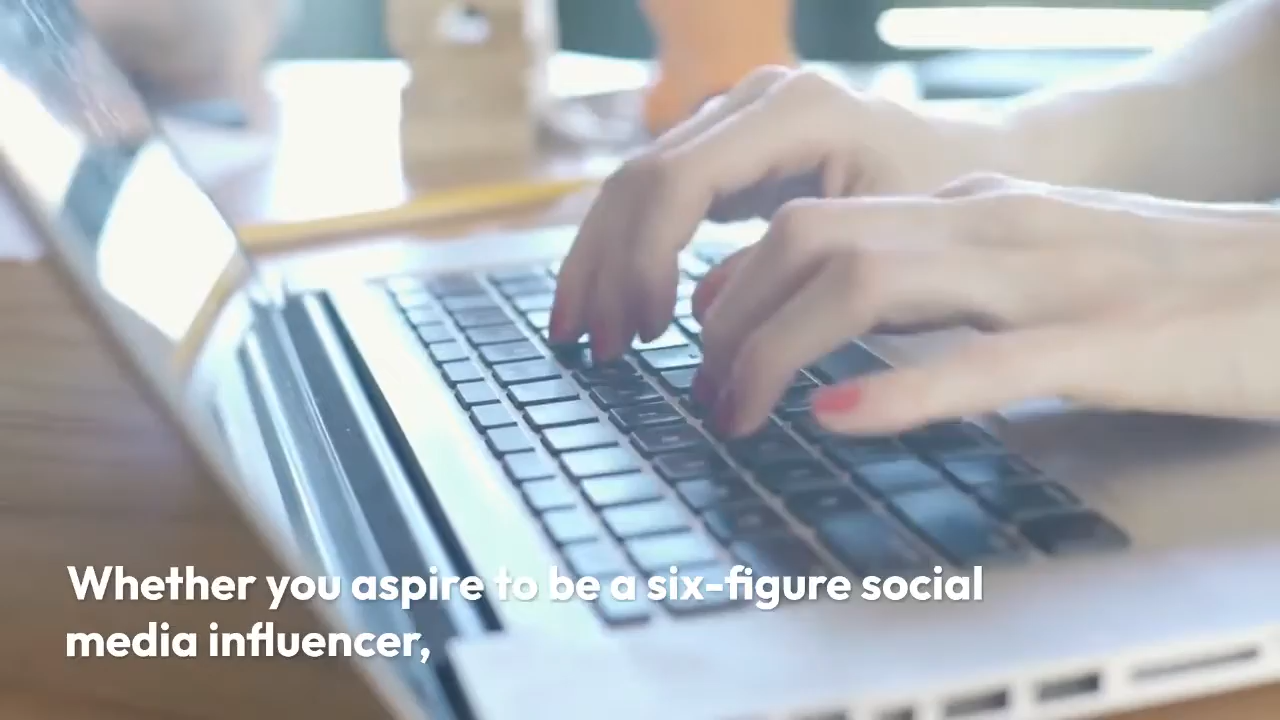 Whether you aspire to be a six-figure social
media influencer,